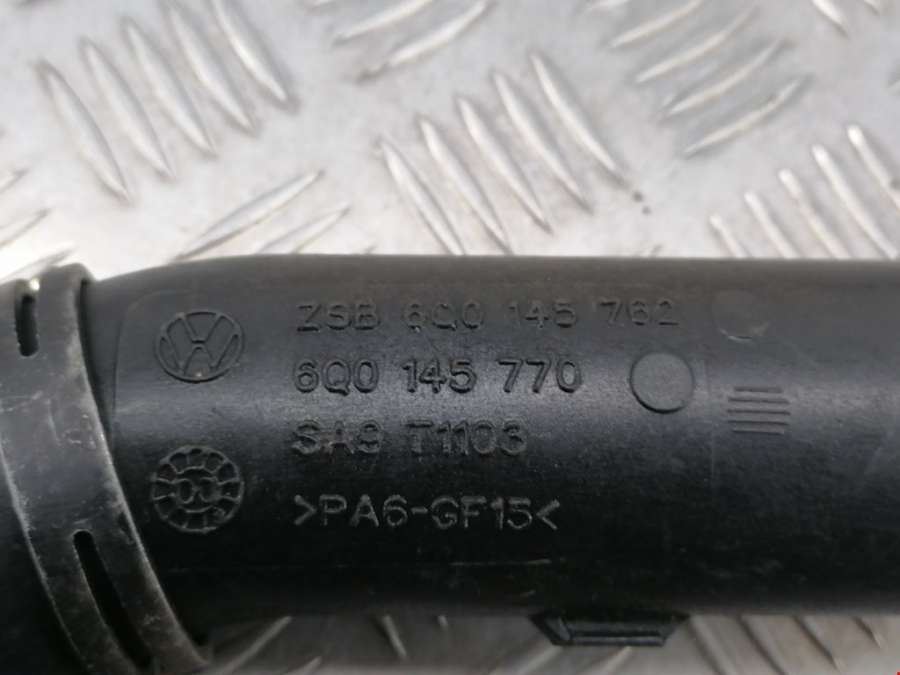 ZSB 6Q0 145 762
6Q0 145 770
SA9 T1103
>PA6-GF15<